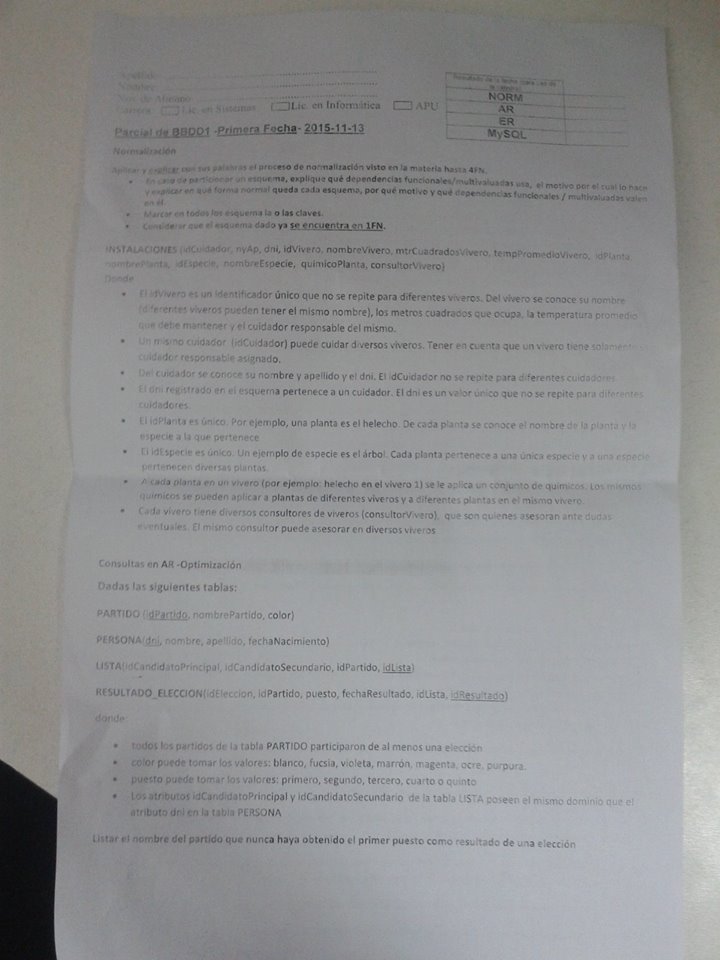 Apellido
Nombre
Nro. de Alumno
Carrera: Lic. en Sistemas Lic. en Informática APU
Resultado de la fecha
NORM
AR
ER
MySQL
Parcial de BBDD1 -Primera Fecha- 2015-11-13
Normalización
Aplicar y explicar con sus palabras el proceso de normalización visto en la materia hasta 4FN.
• En caso de particionar un esquema, explique qué dependencias funcionales/multivaluadas usa, el motivo por el cual lo hace
y explicar en qué forma normal queda cada esquema, por qué motivo y qué dependencias funcionales / multivaluadas valen
en él.
• Marcar en todos los esquema la o las claves.
• Considerar que el esquema dado ya se encuentra en 1FN.
INSTALACIONES (idCuidador, nyAp, dni, idVivero, nombreVivero, mtrCuadradosVivero, tempPromedioVivero, idPlanta,
nombrePlanta, idEspecie, nombreEspecie, quimicoPlanta, consultorVivero)
Donde
• El idVivero es un identificador único que no se repite para diferentes viveros. Del vivero se conoce su nombre
(diferentes viveros pueden tener el mismo nombre), los metros cuadrados que ocupa, la temperatura promedio
que debe mantener y el cuidador responsable del mismo.
• Un mismo cuidador (idCuidador) puede cuidar diversos viveros. Tener en cuenta que un vivero tiene solamente
cuidador responsable asignado.
• Del cuidador se conoce su nombre y apellido y el dni. El idCuidador no se repite para diferentes cuidadores.
• El dni registrado en el esquema pertenece a un cuidador. El dni es un valor único que no se repite para diferentes
cuidadores.
• El idPlanta es único. Por ejemplo, una planta es el helecho. De cada planta se conoce el nombre de la planta y la
especie a la que pertenece
• El idEspecie es único. Un ejemplo de especie es el árbol. Cada planta pertenece a una única especie y a una especie
pertenecen diversas plantas.
• A cada planta en un vivero (por ejemplo: helecho en el vivero 1) se le aplica un conjunto de químicos. Los mismos
químicos se pueden aplicar a plantas de diferentes viveros y a diferentes plantas en el mismo vivero.
• Cada vivero tiene diversos consultores de viveros (consultorVivero), que son quienes asesoran ante dudas
eventuales. El mismo consultor puede asesorar en diversos viveros
Consultas en AR -Optimización
Dadas las siguientes tablas:
PARTIDO (idPartido, nombrePartido, color)
PERSONA(dni, nombre, apellido, fechaNacimiento)
LISTA(idCandidatoPrincipal, idCandidatoSecundario, idPartido, idLista)
RESULTADO_ELECCION(idEleccion, idPartido, puesto, fechaResultado, idLista, idResultado)
donde
• todos los partidos de la tabla PARTIDO participaron de al menos una elección
• color puede tomar los valores: blanco, fucsia, violeta, marrón, magenta, ocre, purpura.
• puesto puede tomar los valores: primero, segundo, tercero, cuarto o quinto
• Los atributos idCandidatoPrincipal y idCandidatoSecundario de la tabla LISTA poseen el mismo dominio que el
atributo dni en la tabla PERSONA
Listar el nombre del partido que nunca haya obtenido el primer puesto como resultado de una elección